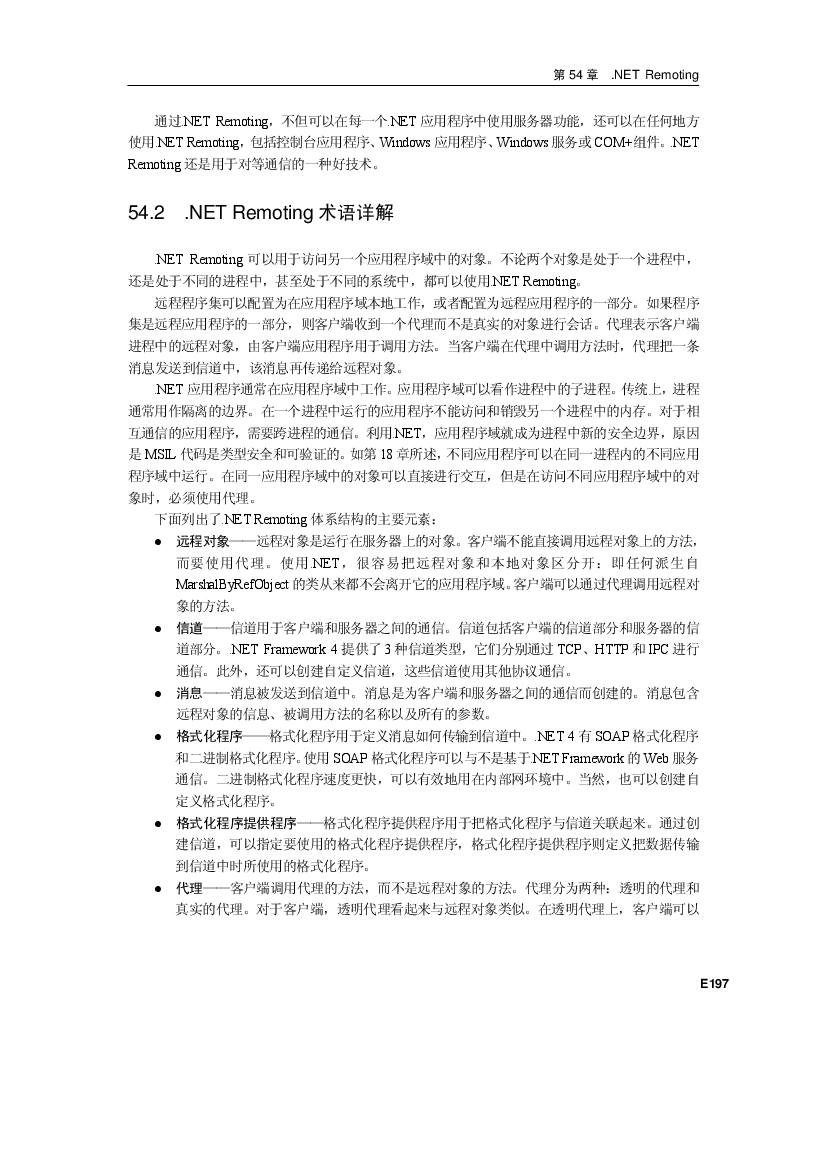 第 54 章 .NET Remoting
通过.NET Remoting，不但可以在每一个.NET 应用程序中使用服务器功能，还可以在任何地方
使用.NET Remoting，包括控制台应用程序、Windows 应用程序、Windows 服务或 COM+组件。.NET
Remoting 还是用于对等通信的一种好技术。
54.2 .NET Remoting 术语详解
.NET Remoting 可以用于访问另一个应用程序域中的对象。不论两个对象是处于一个进程中，
还是处于不同的进程中，甚至处于不同的系统中，都可以使用.NET Remoting。
远程程序集可以配置为在应用程序域本地工作，或者配置为远程应用程序的一部分。如果程序
集是远程应用程序的一部分，则客户端收到一个代理而不是真实的对象进行会话。代理表示客户端
进程中的远程对象，由客户端应用程序用于调用方法。当客户端在代理中调用方法时，代理把一条
消息发送到信道中，该消息再传递给远程对象。
.NET 应用程序通常在应用程序域中工作。应用程序域可以看作进程中的子进程。传统上，进程
通常用作隔离的边界。在一个进程中运行的应用程序不能访问和销毁另一个进程中的内存。对于相
互通信的应用程序，需要跨进程的通信。利用.NET，应用程序域就成为进程中新的安全边界，原因
是 MSIL 代码是类型安全和可验证的。如第 18 章所述，不同应用程序可以在同一进程内的不同应用
程序域中运行。在同一应用程序域中的对象可以直接进行交互，但是在访问不同应用程序域中的对
象时，必须使用代理。
下面列出了.NET Remoting 体系结构的主要元素：
● 远程对象——远程对象是运行在服务器上的对象。客户端不能直接调用远程对象上的方法，
而要使用代理。使用.NET，很容易把远程对象和本地对象区分开：即任何派生自
MarshalByRefObject 的类从来都不会离开它的应用程序域。客户端可以通过代理调用远程对
象的方法。
● 信道——信道用于客户端和服务器之间的通信。信道包括客户端的信道部分和服务器的信
道部分。.NET Framework 4 提供了 3 种信道类型，它们分别通过 TCP、HTTP 和 IPC 进行
通信。此外，还可以创建自定义信道，这些信道使用其他协议通信。
● 消息——消息被发送到信道中。消息是为客户端和服务器之间的通信而创建的。消息包含
远程对象的信息、被调用方法的名称以及所有的参数。
● 格式化程序——格式化程序用于定义消息如何传输到信道中。.NET 4 有 SOAP 格式化程序
和二进制格式化程序。使用 SOAP 格式化程序可以与不是基于.NET Framework 的 Web 服务
通信。二进制格式化程序速度更快，可以有效地用在内部网环境中。当然，也可以创建自
定义格式化程序。
● 格式化程序提供程序——格式化程序提供程序用于把格式化程序与信道关联起来。通过创
建信道，可以指定要使用的格式化程序提供程序，格式化程序提供程序则定义把数据传输
到信道中时所使用的格式化程序。
● 代理——客户端调用代理的方法，而不是远程对象的方法。代理分为两种：透明的代理和
真实的代理。对于客户端，透明代理看起来与远程对象类似。在透明代理上，客户端可以
E197